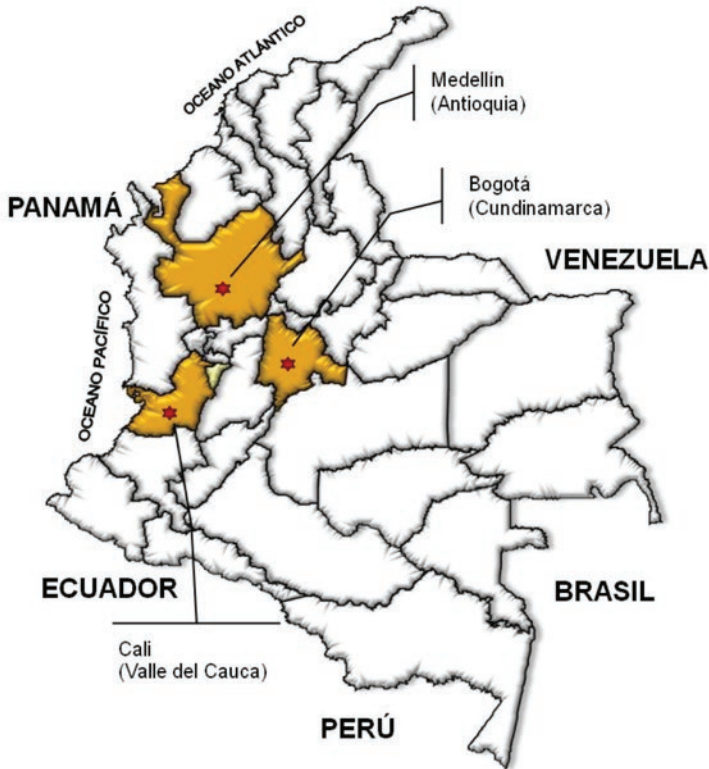 OCEANO ATLÁNTICO
Medellín
(Antioquia)
Bogotá
(Cundinamarca)
PANAMÁ
VENEZUELA
OCEANO PACÍFICO
ECUADOR
BRASIL
Cali
(Valle del Cauca)
PERÚ